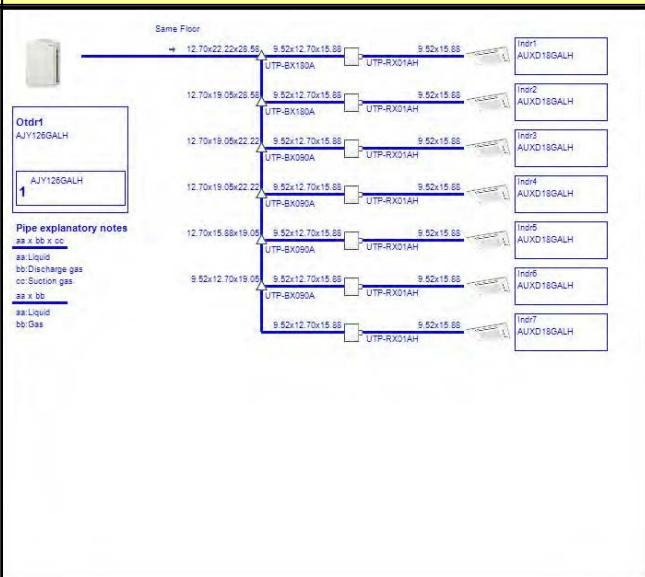 Same Floor
⇒ 12.70x22.22x28.58 9.52x12.70x15.88 9.52x15.88
UTP-BX180A UTP-RX01AH
Indr1
AUXD18GALH
12.70x19.05x28.58 9.52x12.70x15.88 9.52x15.88
UTP-BX180A UTP-RX01AH
Indr2
AUXD18GALH
12.70x19.05x22.22 9.52x12.70x15.88 9.52x15.88
UTP-BX090A UTP-RX01AH
Indr3
AUXD18GALH
12.70x19.05x22.22 9.52x12.70x15.88 9.52x15.88
UTP-BX090A UTP-RX01AH
Indr4
AUXD18GALH
12.70x15.88x19.05 9.52x12.70x15.88 9.52x15.88
UTP-BX090A UTP-RX01AH
Indr5
AUXD18GALH
9.52x12.70x19.05 9.52x12.70x15.88 9.52x15.88
UTP-BX090A UTP-RX01AH
Indr6
AUXD18GALH
9.52x12.70x15.88 9.52x15.88
UTP-RX01AH
Indr7
AUXD18GALH
Otdr1
AJY126GALH
AJY126GALH
1
Pipe explanatory notes
aa x bb x cc
aa:Liquid
bb:Discharge gas
cc:Suction gas
aa x bb
aa:Liquid
bb:Gas